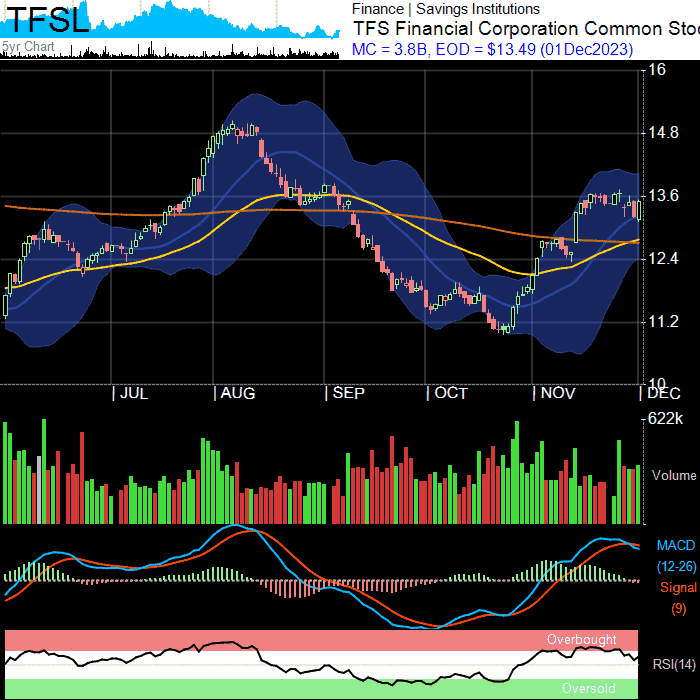 TFSL
5yr Chart
Finance | Savings Institutions
TFS Financial Corporation Common Stoc
MC = 3.8B, EOD = $13.49 (01Dec2023)
16
14.8
13.6
12.4
11.2
10
| JUL | AUG | SEP | OCT | NOV | DEC
622k
Volume
MACD
(12-26)
Signal
(9)
Overbought
RSI(14)
Oversold